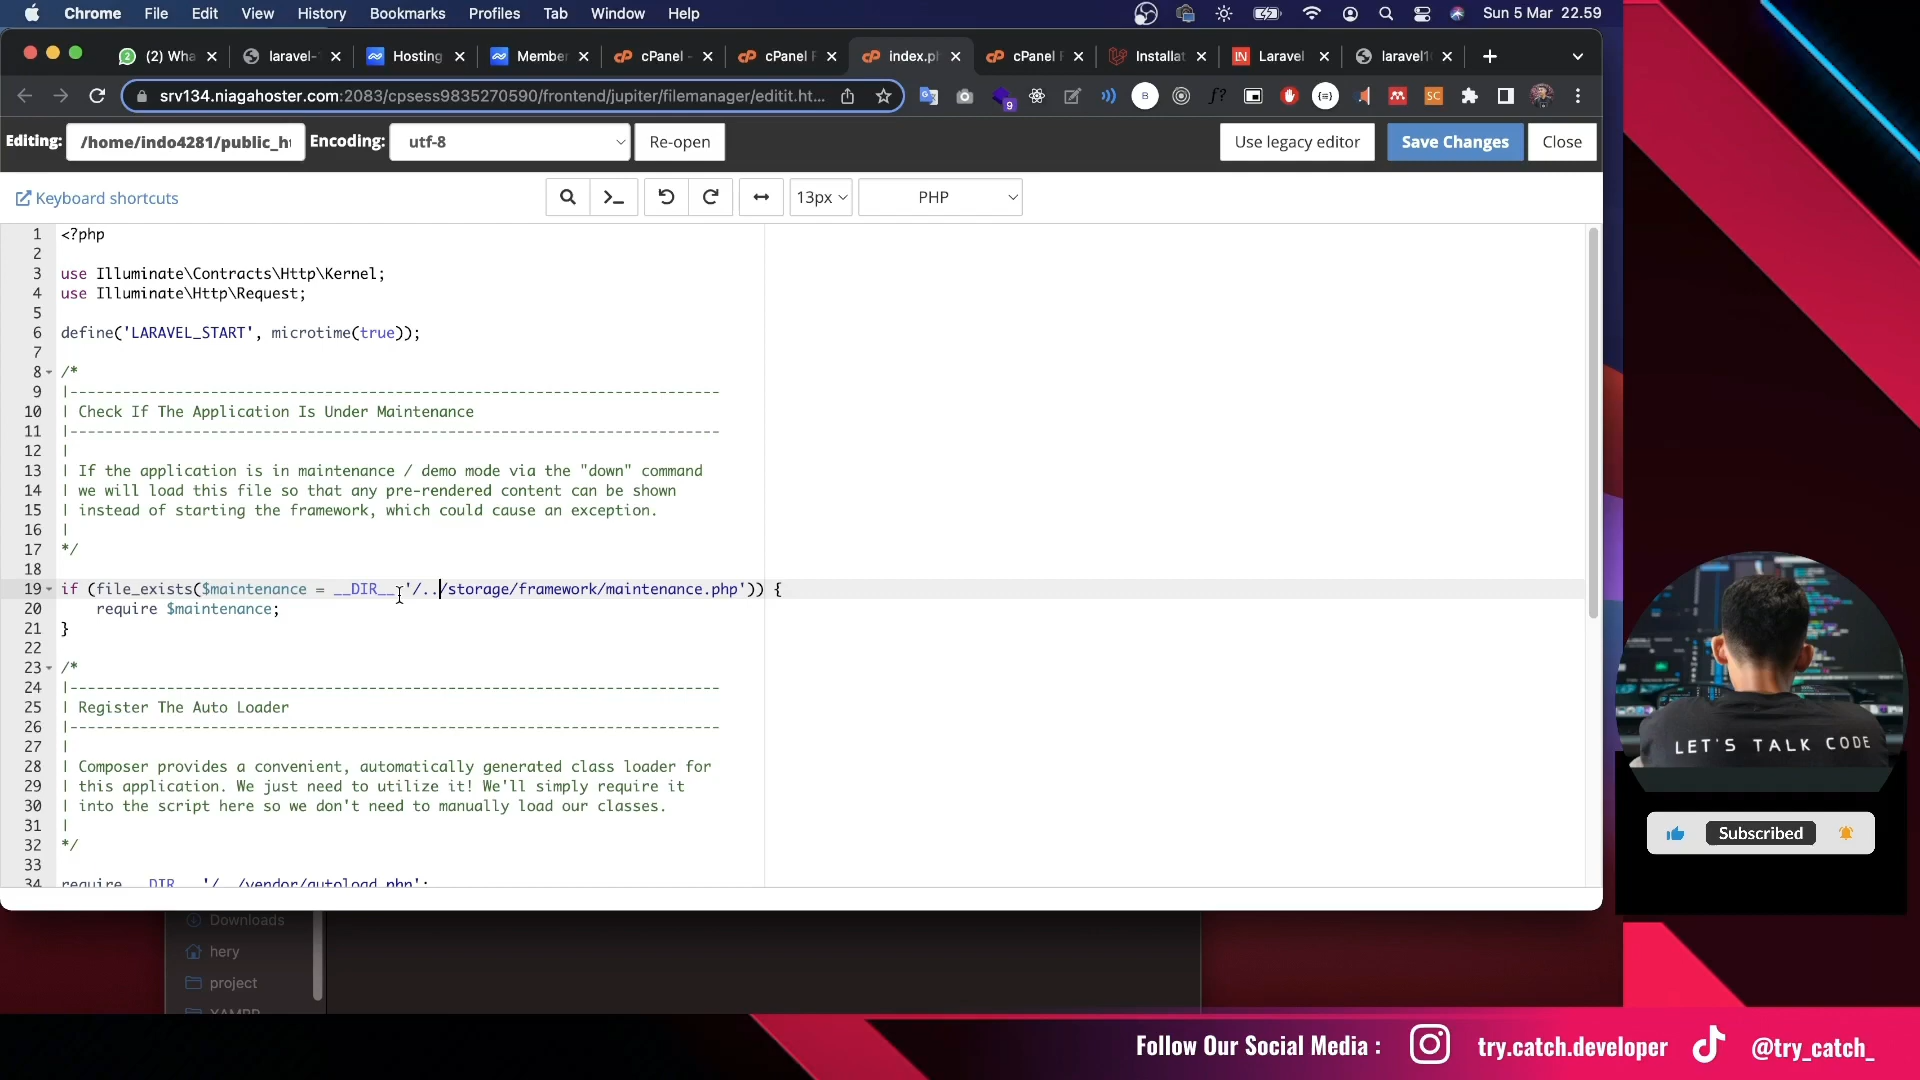 Chrome File Edit View History Bookmarks Profiles Tab Window Help Sun 5 Mar 22.59
(2) Wha laravel- Hosting Member cPanel - cPanel F index.ph cPanel F Installat Laravel laravel1
srv134.niagahoster.com:2083/cpsess9835270590/frontend/jupiter/filemanager/editit.ht...
Editing: /home/indo4281/public_ht Encoding: utf-8 Re-open Use legacy editor Save Changes Close
Keyboard shortcuts 13px PHP
1 <?php
2
3 use Illuminate\Contracts\Http\Kernel;
4 use Illuminate\Http\Request;
5
6 define('LARAVEL_START', microtime(true));
7
8 /*
9 |--------------------------------------------------------------------------
10 | Check If The Application Is Under Maintenance
11 |--------------------------------------------------------------------------
12 |
13 | If the application is in maintenance / demo mode via the "down" command
14 | we will load this file so that any pre-rendered content can be shown
15 | instead of starting the framework, which could cause an exception.
16 |
17 */
18
19 if (file_exists($maintenance = __DIR__.'/../storage/framework/maintenance.php')) {
20 require $maintenance;
21 }
22
23 /*
24 |--------------------------------------------------------------------------
25 | Register The Auto Loader
26 |--------------------------------------------------------------------------
27 |
28 | Composer provides a convenient, automatically generated class loader for
29 | this application. We just need to utilize it! We'll simply require it
30 | into the script here so we don't need to manually load our classes.
31 |
32 */
33
34 require __DIR__.'/../vendor/autoload.php';
Downloads
hery
project
XAMPP
LET'S TALK CODE
Subscribed
Follow Our Social Media : try.catch.developer @try_catch_